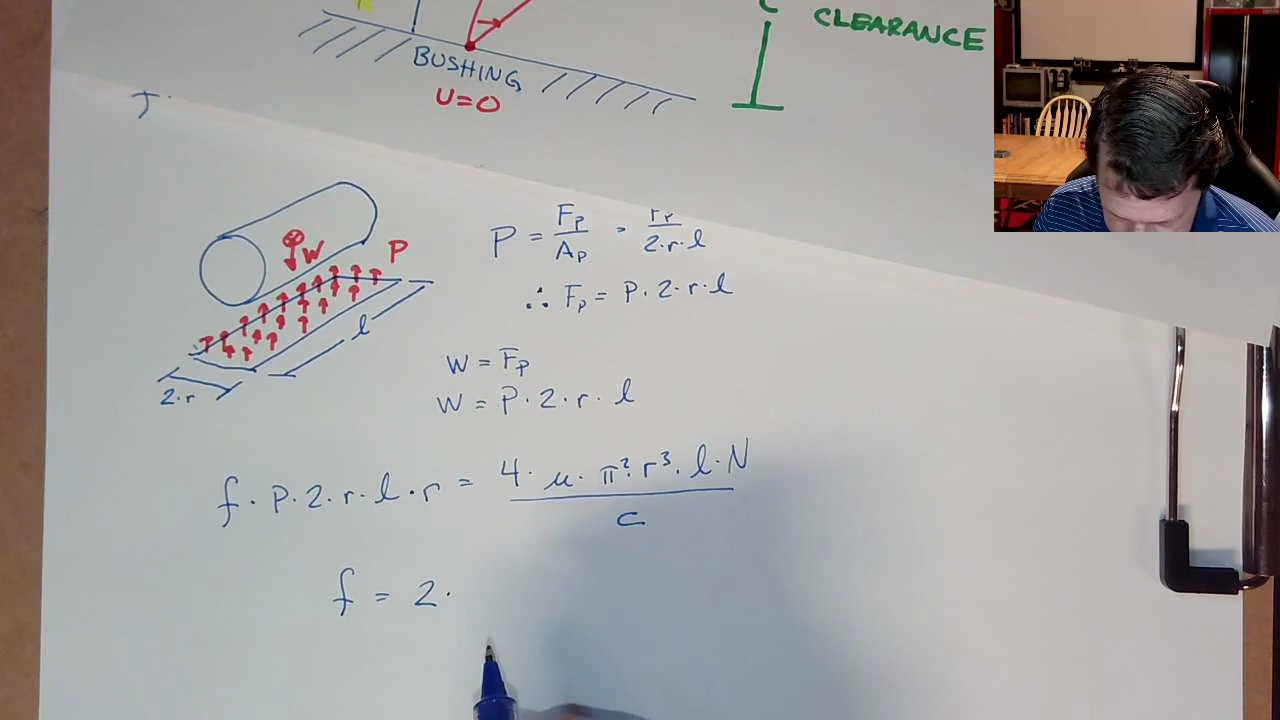 CLEARANCE
BUSHING
U=0
W
P
l
2·r
P = Fp/Ap = Fp/2·r·l
∴ Fp = P·2·r·l
W = Fp
W = P·2·r·l
f·P·2·r·l·r = 4·μ·π²·r³·l·N / c
f = 2·